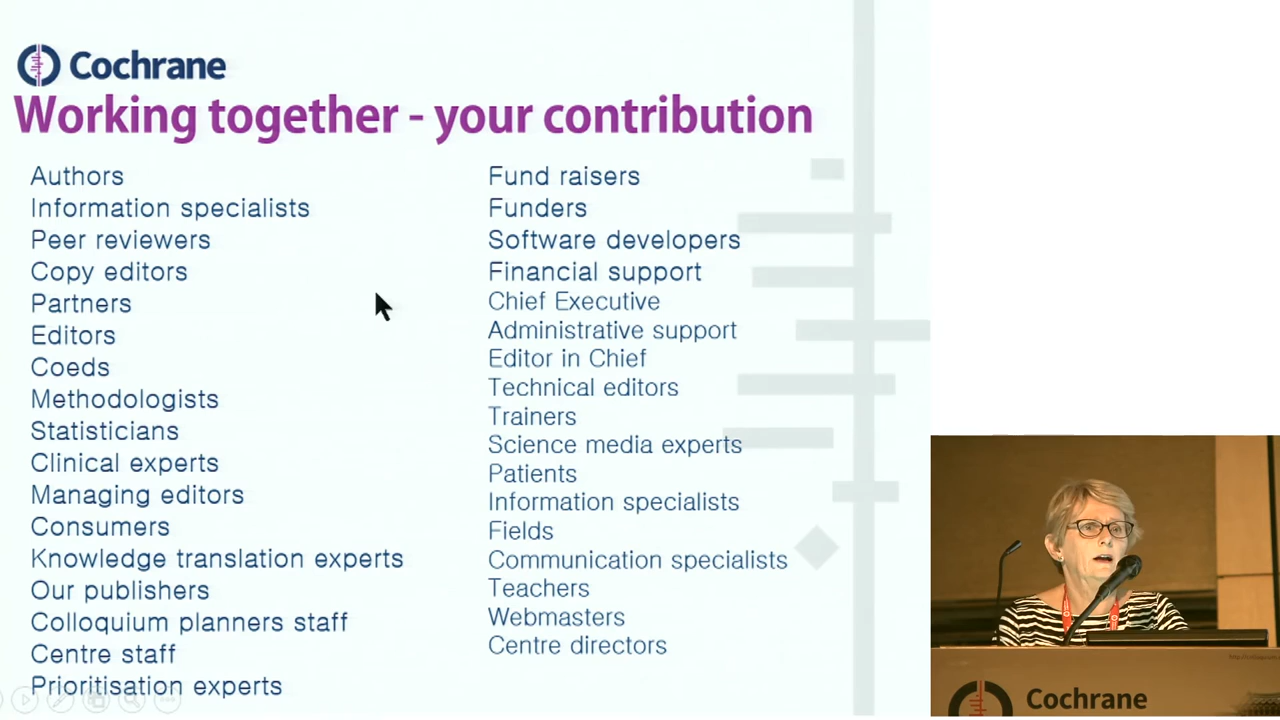 Cochrane
Working together - your contribution
Authors
Information specialists
Peer reviewers
Copy editors
Partners
Editors
Coeds
Methodologists
Statisticians
Clinical experts
Managing editors
Consumers
Knowledge translation experts
Our publishers
Colloquium planners staff
Centre staff
Prioritisation experts
Fund raisers
Funders
Software developers
Financial support
Chief Executive
Administrative support
Editor in Chief
Technical editors
Trainers
Science media experts
Patients
Information specialists
Fields
Communication specialists
Teachers
Webmasters
Centre directors
Cochrane